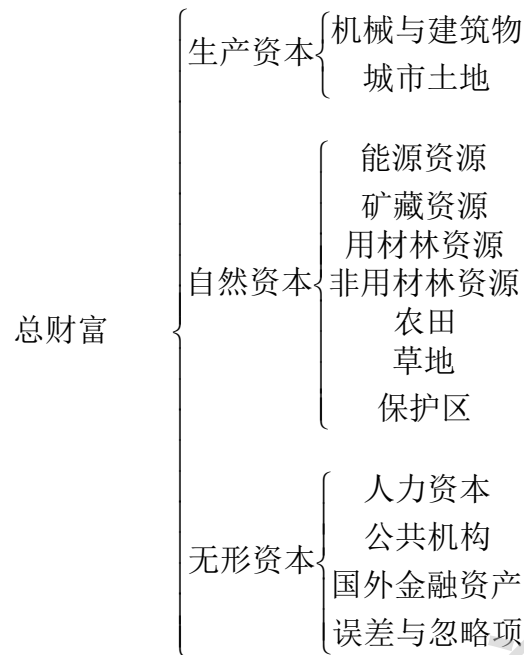 总财富
生产资本
机械与建筑物
城市土地
自然资本
能源资源
矿藏资源
用材林资源
非用材林资源
农田
草地
保护区
无形资本
人力资本
公共机构
国外金融资产
误差与忽略项